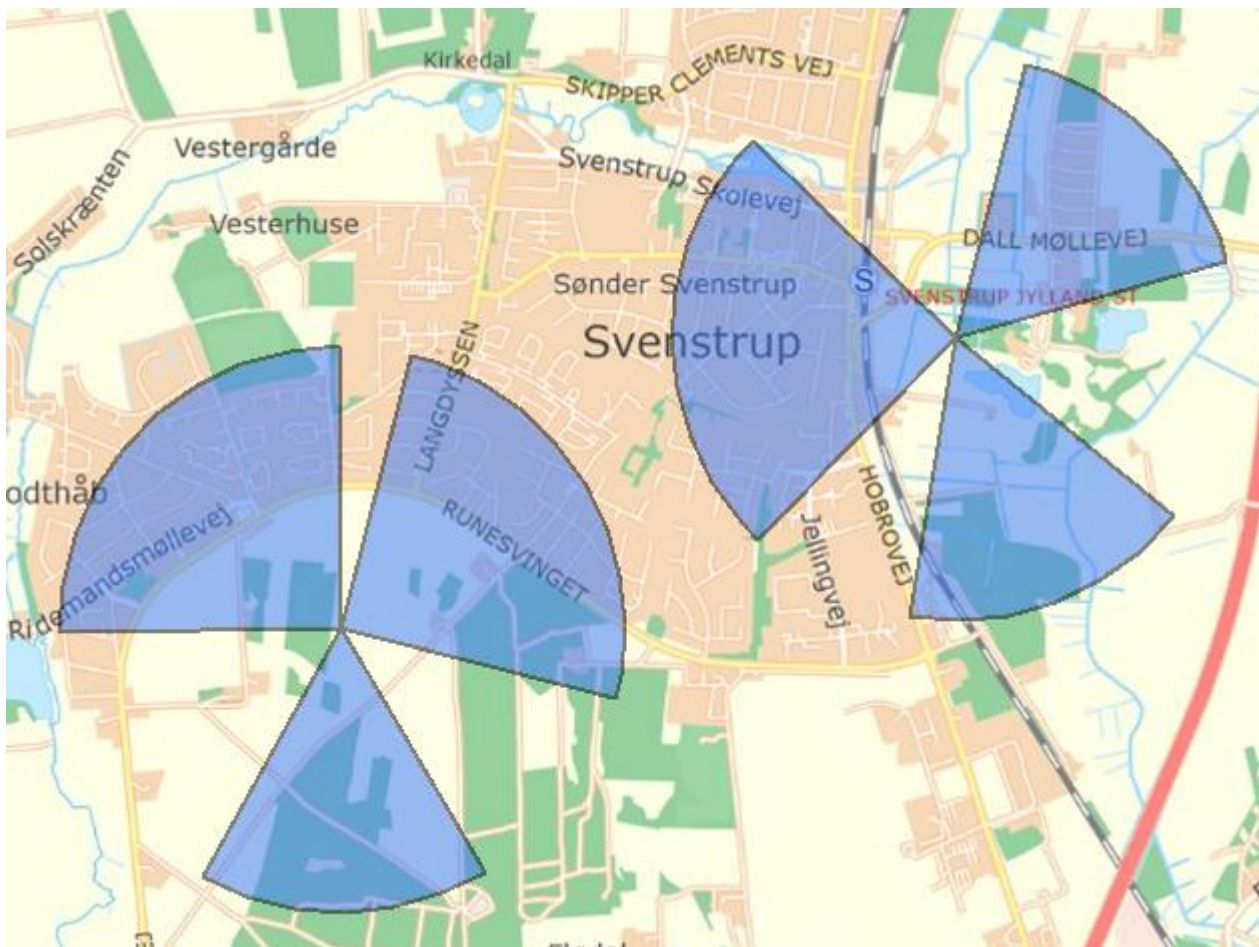 Kirkedal
SKIPPER CLEMENTS VEJ
Vestergårde
Svenstrup Skolevej
Solskrænten
Vesterhuse
DALL MØLLEVEJ
Sønder Svenstrup
S
SVENSTRUP JYLLAND ST
Svenstrup
LANGDYSSEN
odthåb
RUNESVINGET
HOBROVEJ
Jellingvej
Ridemandsmøllevej